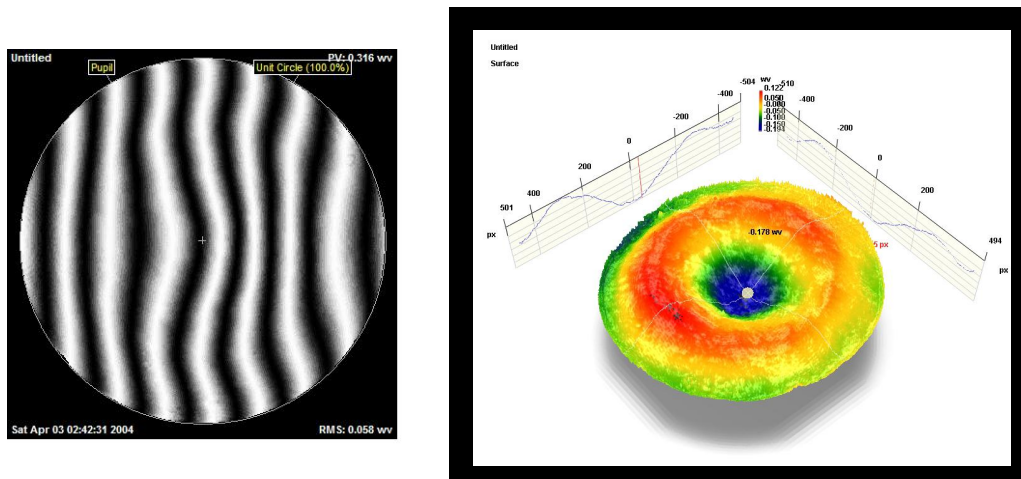 Untitled
PV: 0.316 wv
Pupil
Unit Circle (100.0%)
Sat Apr 03 02:42:31 2004
RMS: 0.058 wv
Untitled
Surface
wv
0.122
0.050
-0.000
-0.050
-0.100
-0.150
-0.194
-504
-400
-200
0
200
400
501
px
-510
-400
-200
0
200
494
px
-0.178 wv
5 px